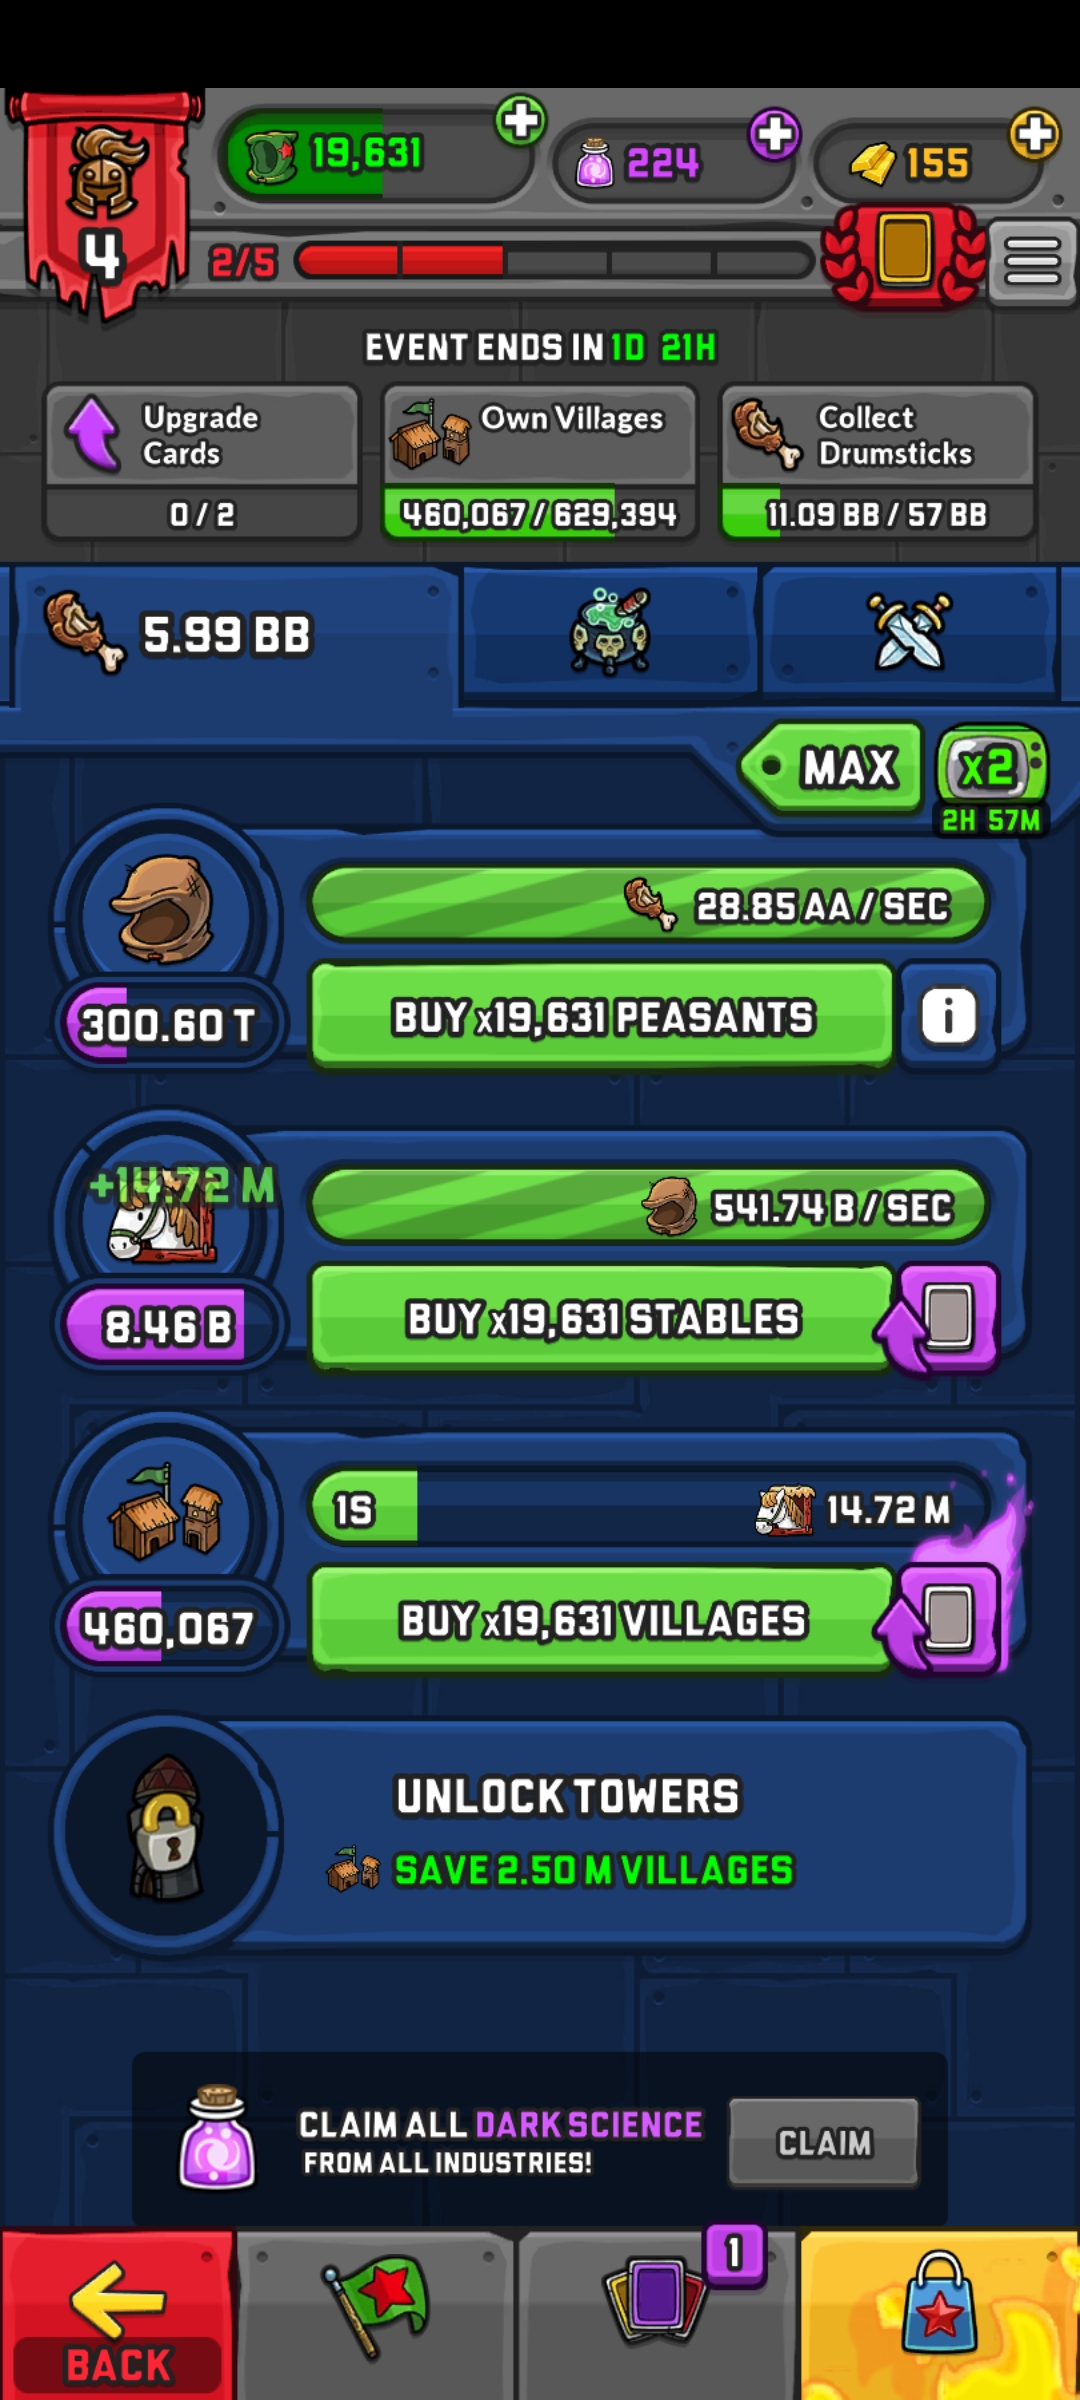 19,631
224
155
4
2/5
EVENT ENDS IN 1D 21H
Upgrade Cards
0 / 2
Own Villages
460,067 / 629,394
Collect Drumsticks
11.09 BB / 57 BB
5.99 BB
MAX
x2
2H 57M
28.85 AA / SEC
300.60 T
BUY x19,631 PEASANTS
i
+14.72 M
541.74 B / SEC
8.46 B
BUY x19,631 STABLES
1S
14.72 M
460,067
BUY x19,631 VILLAGES
UNLOCK TOWERS
SAVE 2.50 M VILLAGES
CLAIM ALL DARK SCIENCE
FROM ALL INDUSTRIES!
CLAIM
1
BACK